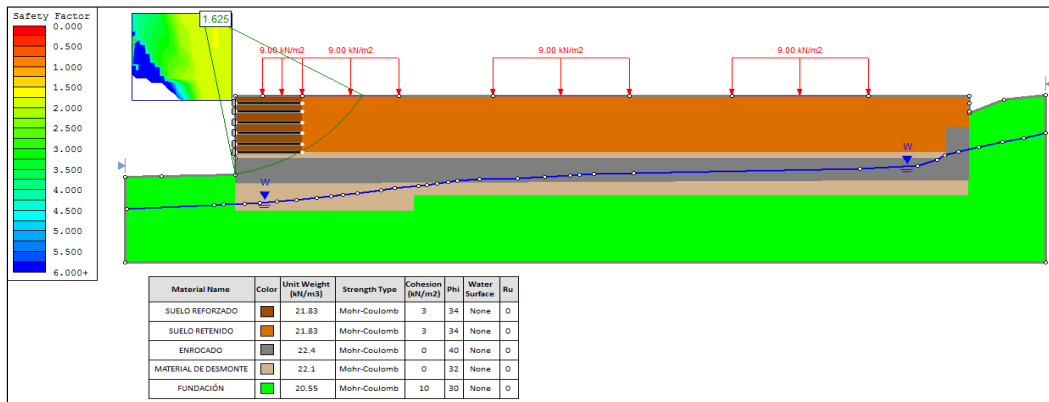 Safety Factor
0.000
0.500
1.000
1.500
2.000
2.500
3.000
3.500
4.000
4.500
5.000
5.500
6.000+
1.625
9.00 kN/m2
9.00 kN/m2
9.00 kN/m2
9.00 kN/m2
W
W
Material Name Color Unit Weight (kN/m3) Strength Type Cohesion (kN/m2) Phi Water Surface Ru
SUELO REFORZADO 21.83 Mohr-Coulomb 3 34 None 0
SUELO RETENIDO 21.83 Mohr-Coulomb 3 34 None 0
ENROCADO 22.4 Mohr-Coulomb 0 40 None 0
MATERIAL DE DESMONTE 22.1 Mohr-Coulomb 0 32 None 0
FUNDACIÓN 20.55 Mohr-Coulomb 10 30 None 0